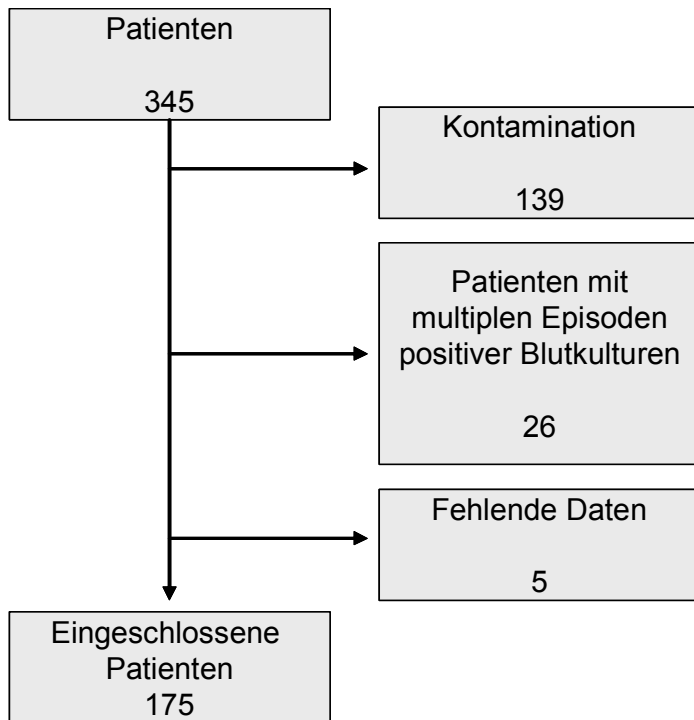 Patienten
345
Kontamination
139
Patienten mit
multiplen Episoden
positiver Blutkulturen
26
Fehlende Daten
5
Eingeschlossene
Patienten
175